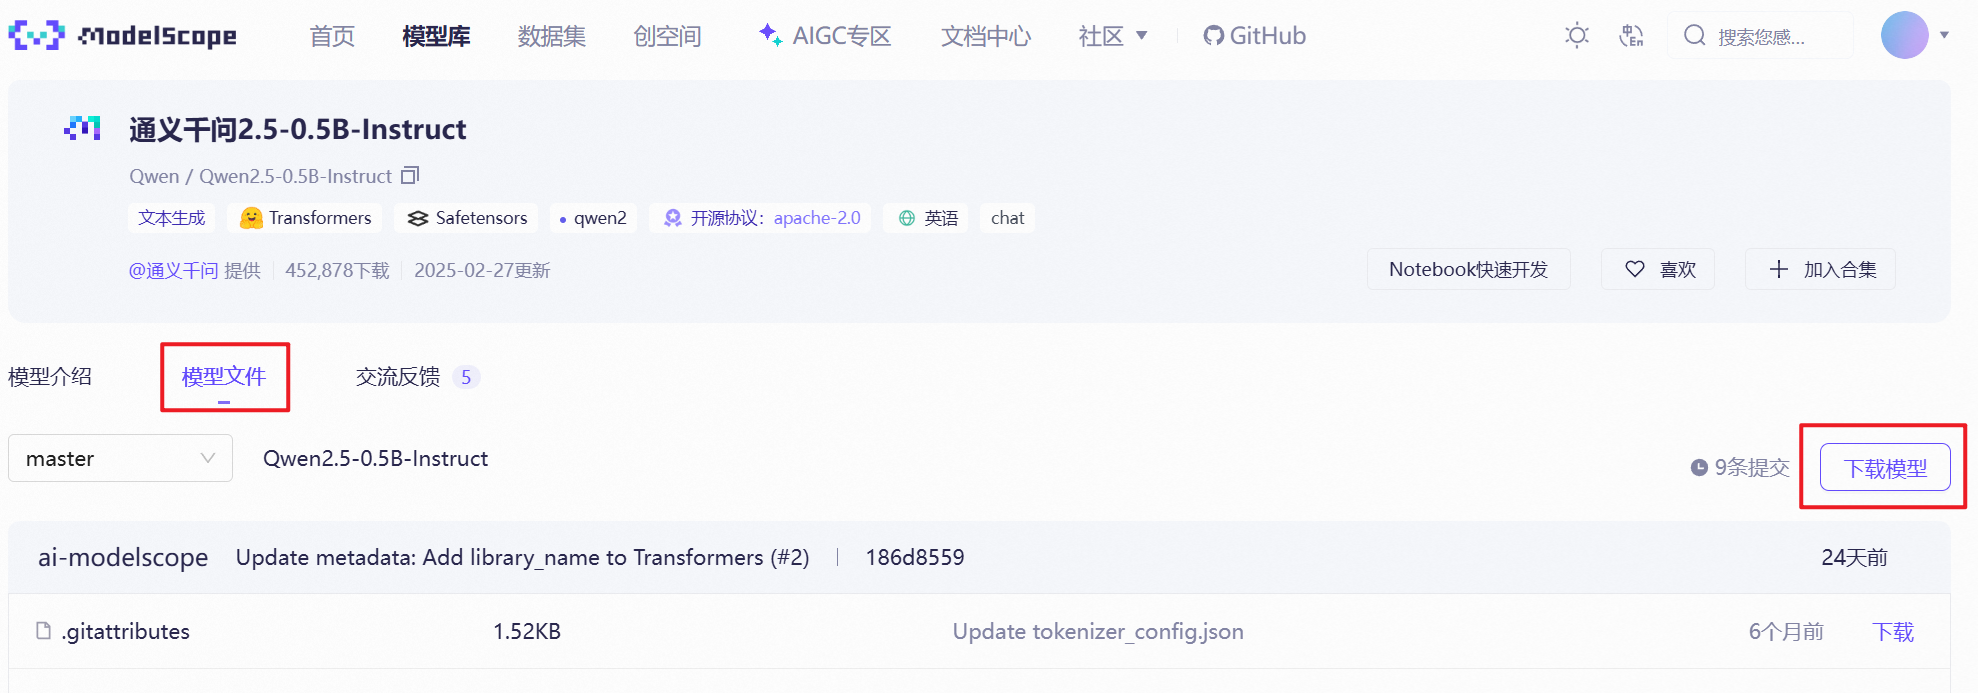 ModelScope 首页 模型库 数据集 创空间 AIGC专区 文档中心 社区 GitHub 搜索您感...
通义千问2.5-0.5B-Instruct
Qwen / Qwen2.5-0.5B-Instruct
文本生成 Transformers Safetensors qwen2 开源协议：apache-2.0 英语 chat
@通义千问 提供 452,878下载 2025-02-27更新 Notebook快速开发 喜欢 加入合集
模型介绍 模型文件 交流反馈 5
master Qwen2.5-0.5B-Instruct 9条提交 下载模型
ai-modelscope Update metadata: Add library_name to Transformers (#2) 186d8559 24天前
.gitattributes 1.52KB Update tokenizer_config.json 6个月前 下载